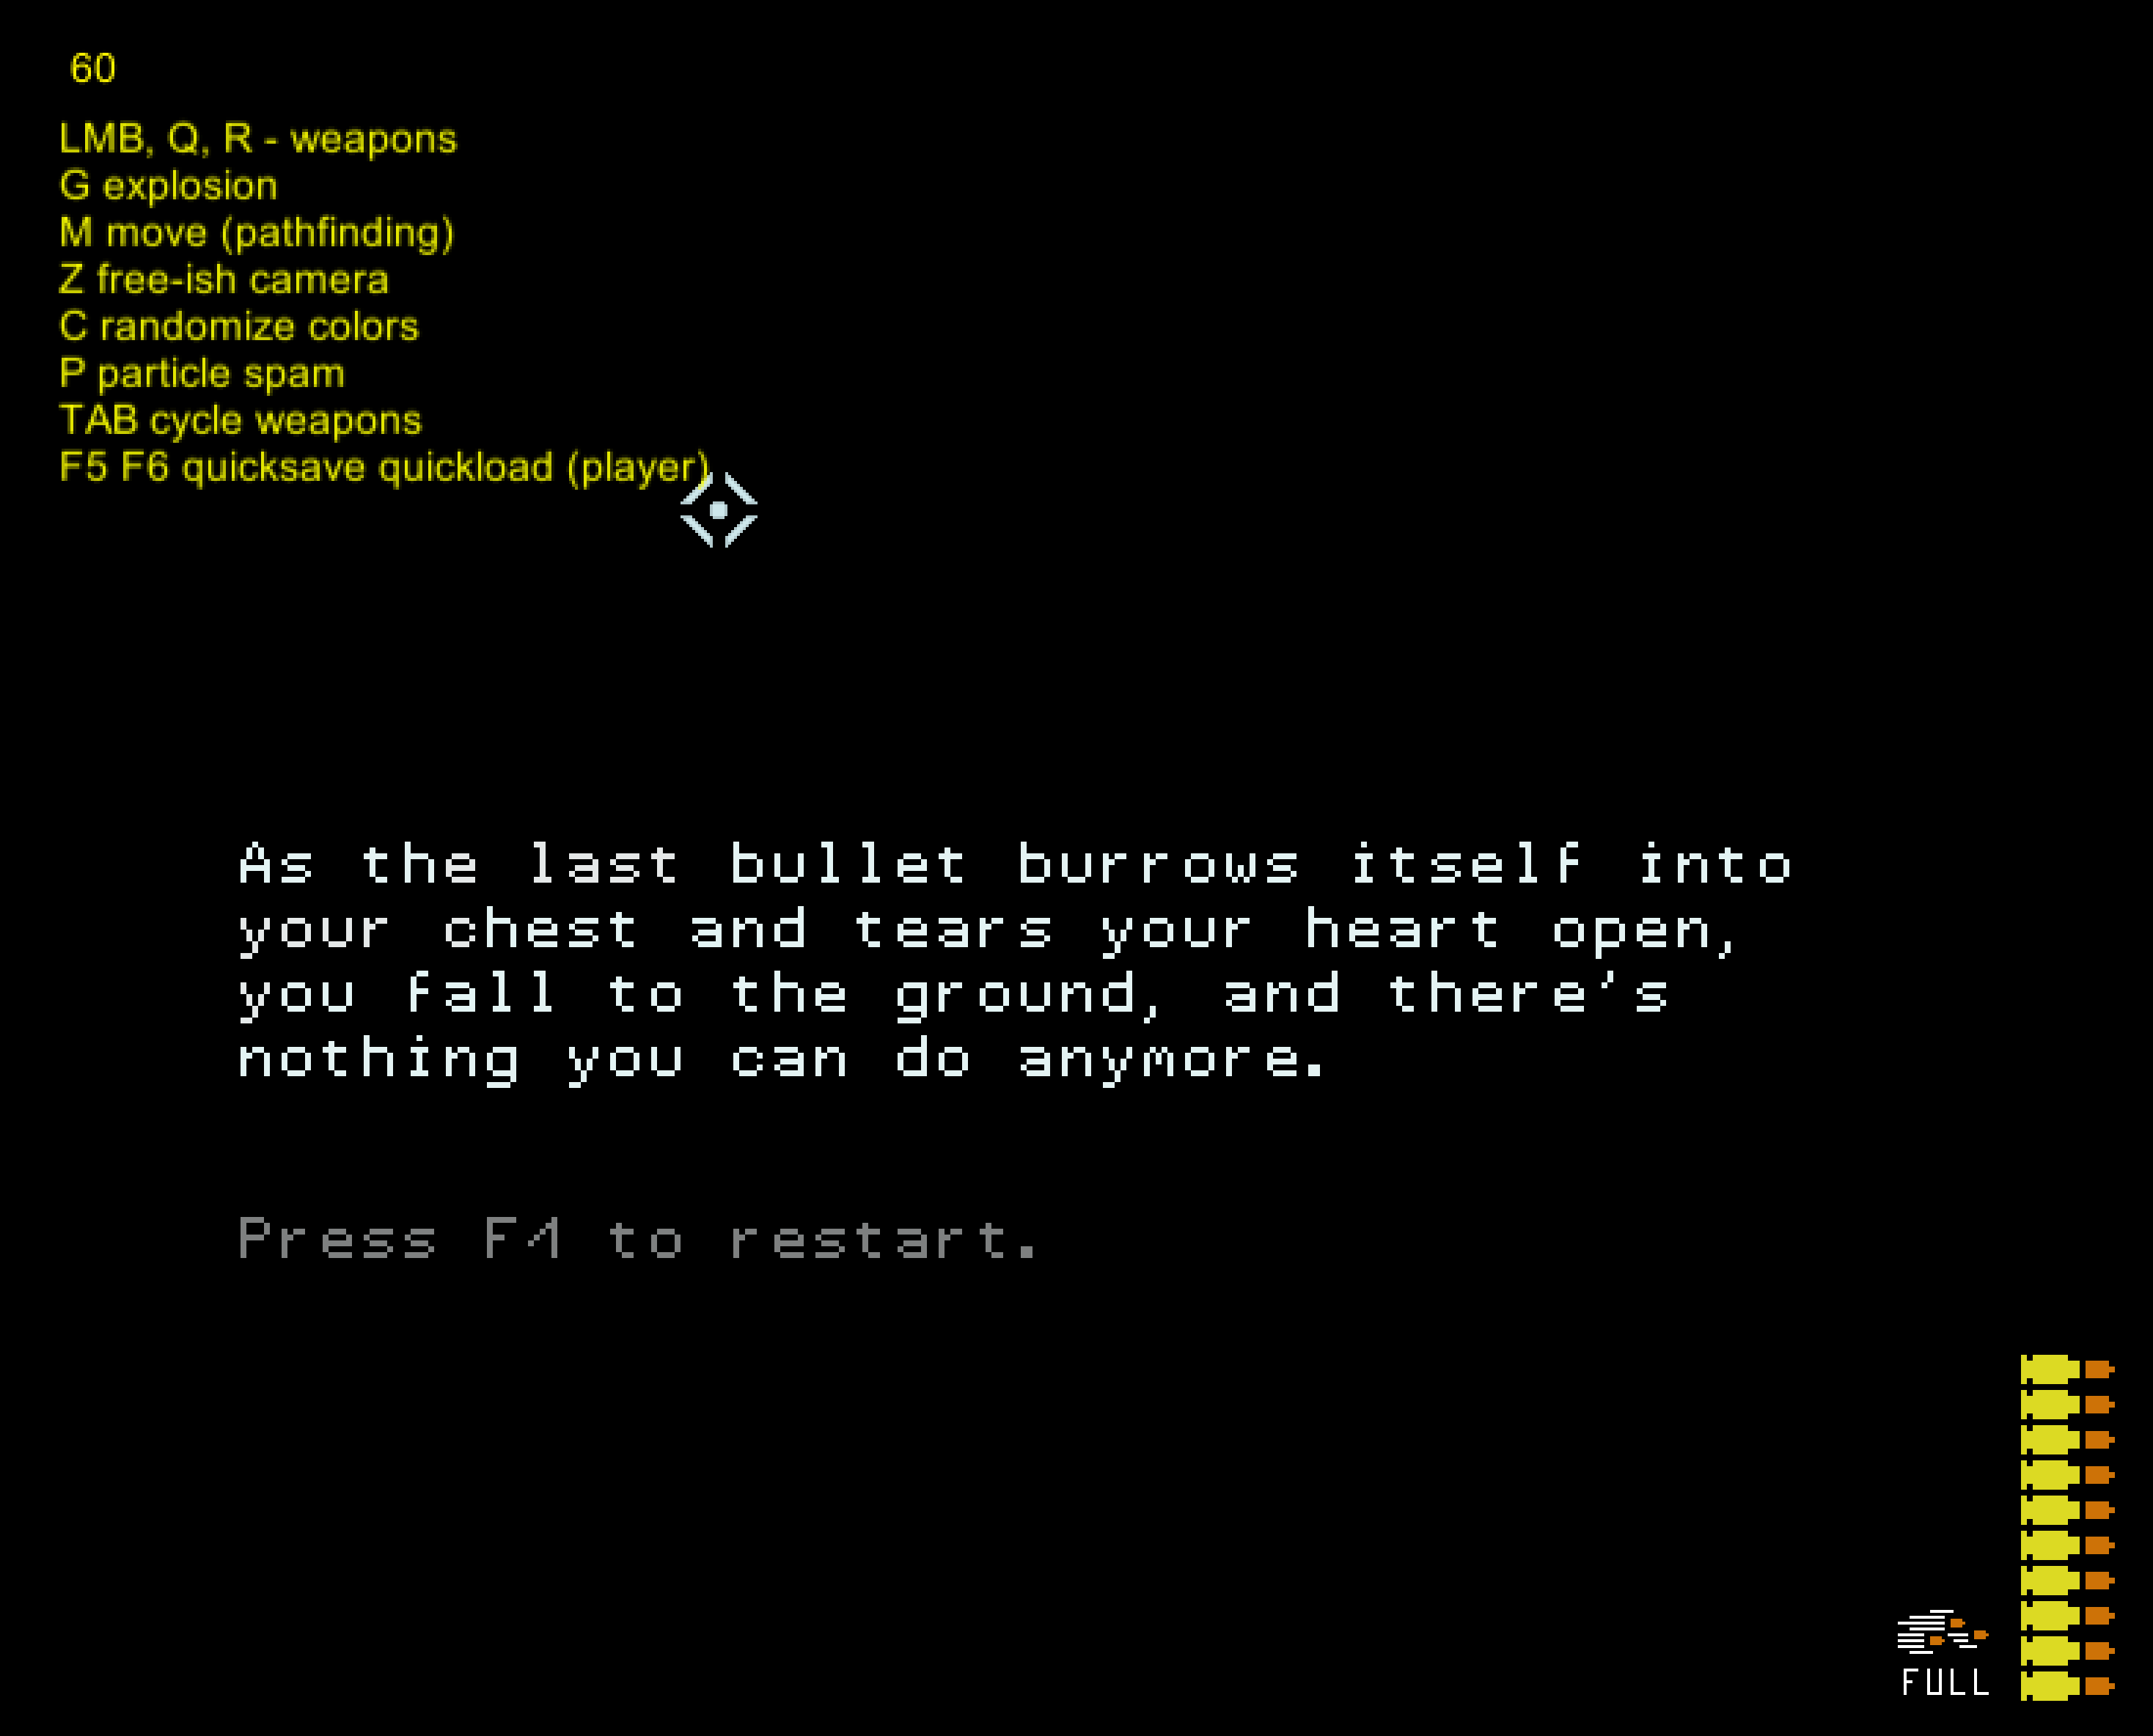 60
LMB, Q, R - weapons
G explosion
M move (pathfinding)
Z free-ish camera
C randomize colors
P particle spam
TAB cycle weapons
F5 F6 quicksave quickload (player)
As the last bullet burrows itself into
your chest and tears your heart open,
you fall to the ground, and there's
nothing you can do anymore.
Press F1 to restart.
FULL